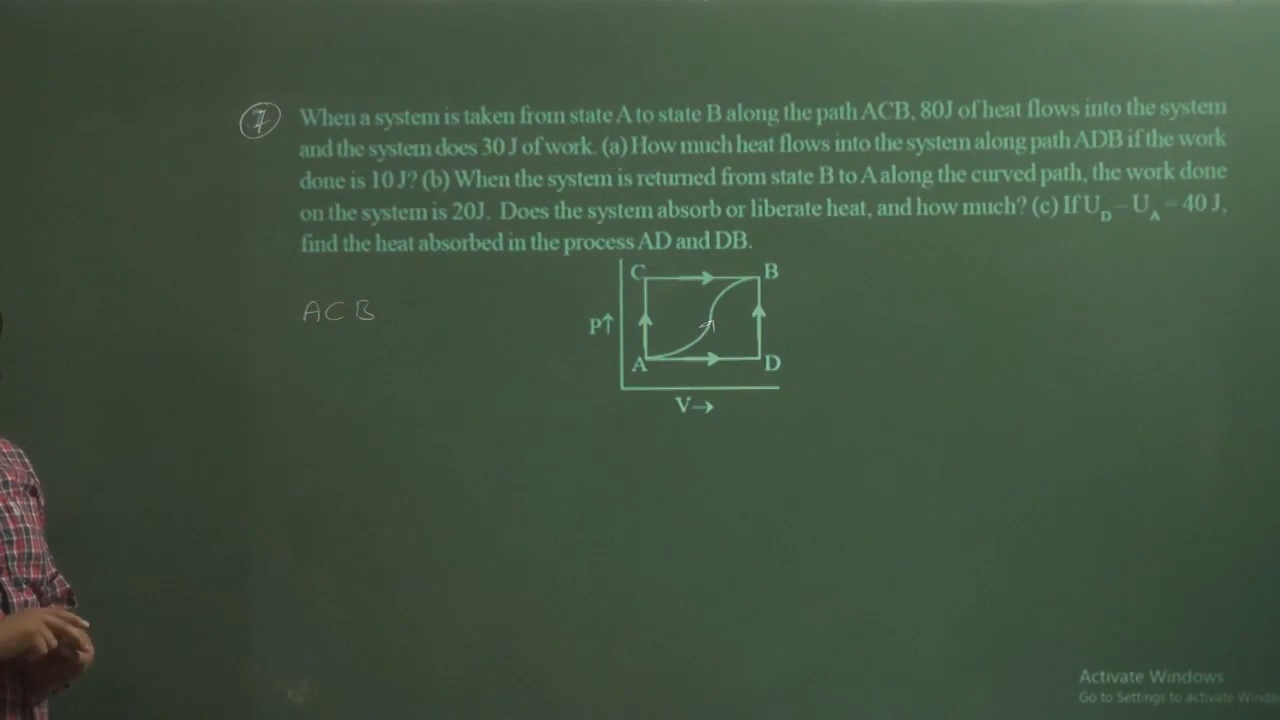 7
When a system is taken from state A to state B along the path ACB, 80J of heat flows into the system
and the system does 30 J of work. (a) How much heat flows into the system along path ADB if the work
done is 10 J? (b) When the system is returned from state B to A along the curved path, the work done
on the system is 20J. Does the system absorb or liberate heat, and how much? (c) If U_D – U_A = 40 J,
find the heat absorbed in the process AD and DB.
C B
ACB
P↑
A D
V→
Activate Windows
Go to Settings to activate Windo